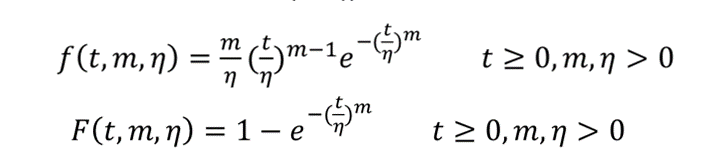 f(t, m, η) = m/η (t/η)^{m−1} e^{−(t/η)^m}   t ≥ 0, m, η > 0
F(t, m, η) = 1 − e^{−(t/η)^m}   t ≥ 0, m, η > 0